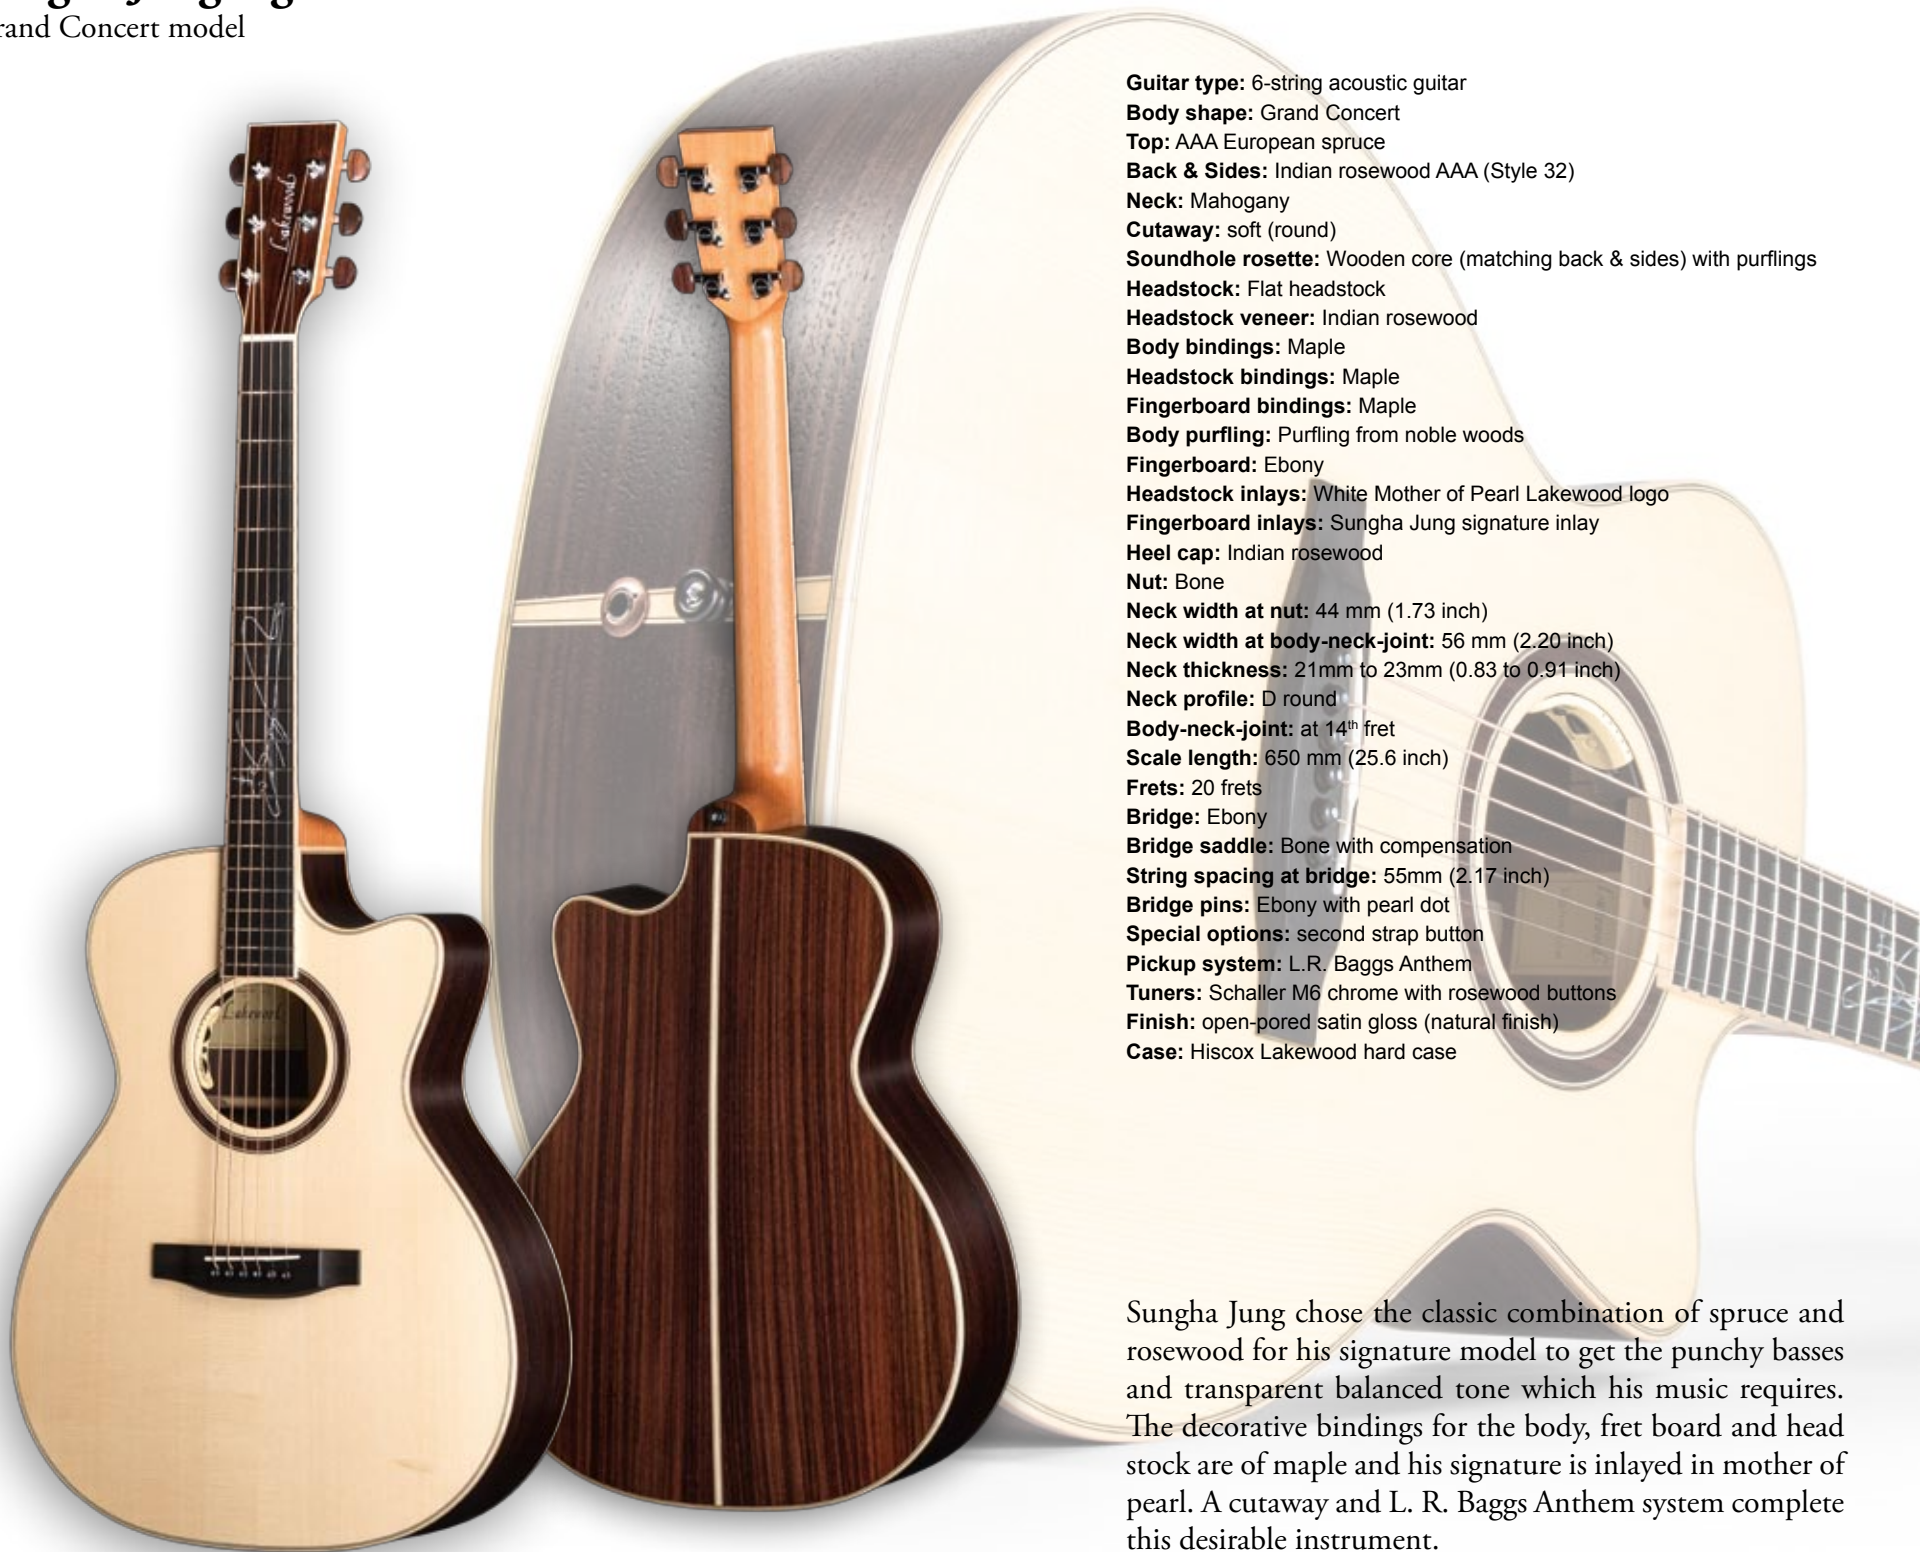 rand Concert model
Lakewood
Lakewood
Guitar type: 6-string acoustic guitar
Body shape: Grand Concert
Top: AAA European spruce
Back & Sides: Indian rosewood AAA (Style 32)
Neck: Mahogany
Cutaway: soft (round)
Soundhole rosette: Wooden core (matching back & sides) with purflings
Headstock: Flat headstock
Headstock veneer: Indian rosewood
Body bindings: Maple
Headstock bindings: Maple
Fingerboard bindings: Maple
Body purfling: Purfling from noble woods
Fingerboard: Ebony
Headstock inlays: White Mother of Pearl Lakewood logo
Fingerboard inlays: Sungha Jung signature inlay
Heel cap: Indian rosewood
Nut: Bone
Neck width at nut: 44 mm (1.73 inch)
Neck width at body-neck-joint: 56 mm (2.20 inch)
Neck thickness: 21mm to 23mm (0.83 to 0.91 inch)
Neck profile: D round
Body-neck-joint: at 14th fret
Scale length: 650 mm (25.6 inch)
Frets: 20 frets
Bridge: Ebony
Bridge saddle: Bone with compensation
String spacing at bridge: 55mm (2.17 inch)
Bridge pins: Ebony with pearl dot
Special options: second strap button
Pickup system: L.R. Baggs Anthem
Tuners: Schaller M6 chrome with rosewood buttons
Finish: open-pored satin gloss (natural finish)
Case: Hiscox Lakewood hard case
Sungha Jung chose the classic combination of spruce and
rosewood for his signature model to get the punchy basses
and transparent balanced tone which his music requires.
The decorative bindings for the body, fret board and head
stock are of maple and his signature is inlayed in mother of
pearl. A cutaway and L. R. Baggs Anthem system complete
this desirable instrument.